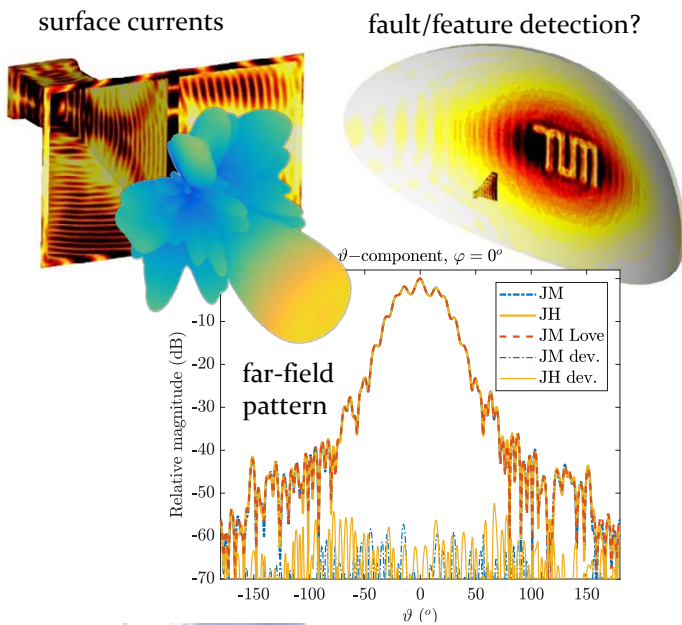 surface currents
fault/feature detection?
TUM
ϑ−component, φ = 0°
JM
JH
JM Love
JM dev.
JH dev.
far-field
pattern
Relative magnitude (dB)
-10
-20
-30
-40
-50
-60
-70
-150
-100
-50
0
50
100
150
ϑ (°)